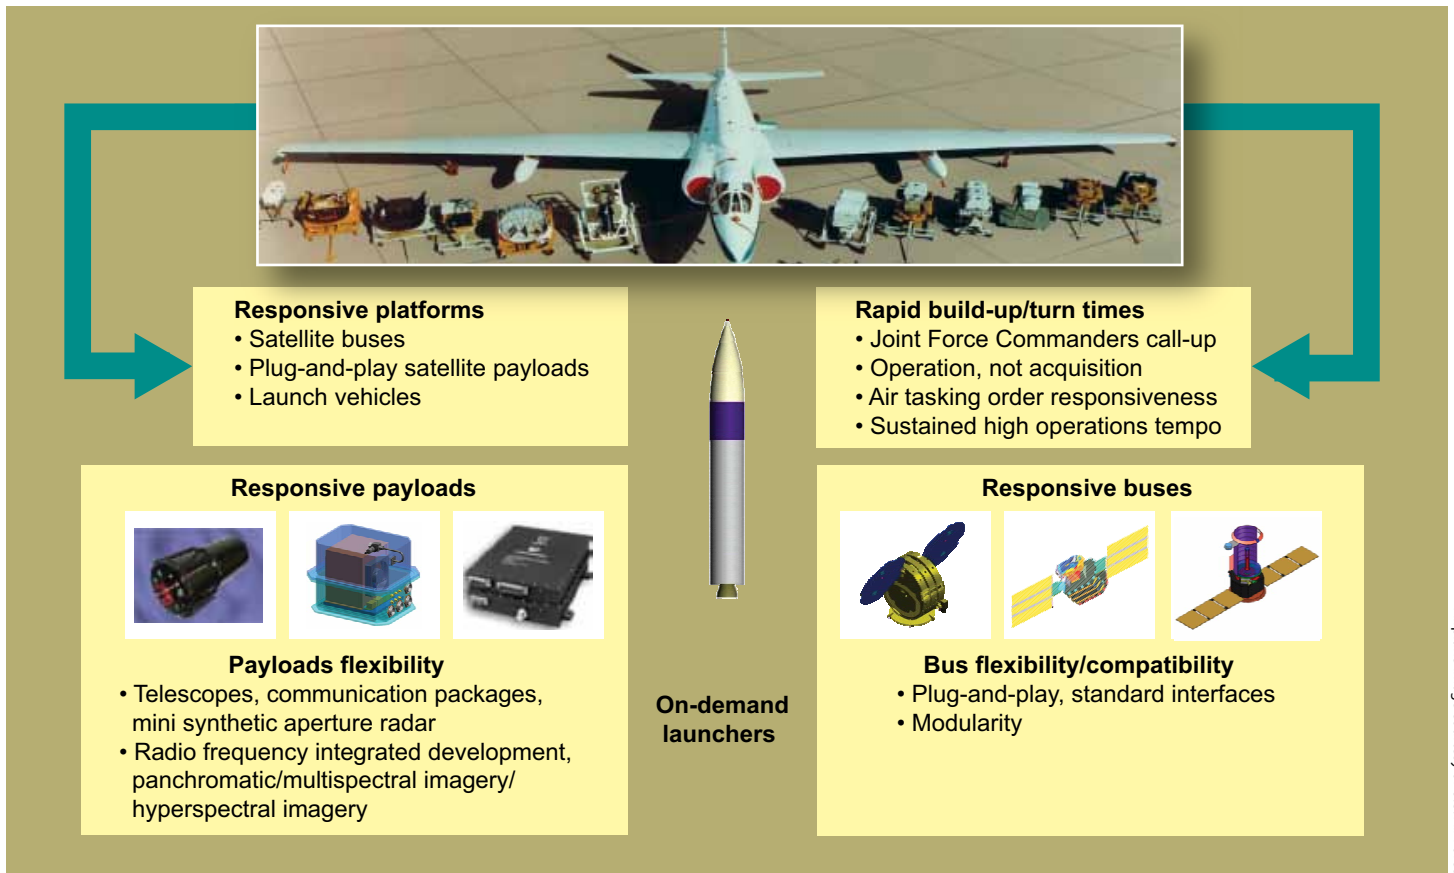 Responsive platforms
• Satellite buses
• Plug-and-play satellite payloads
• Launch vehicles
Rapid build-up/turn times
• Joint Force Commanders call-up
• Operation, not acquisition
• Air tasking order responsiveness
• Sustained high operations tempo
Responsive payloads
Payloads flexibility
• Telescopes, communication packages,
mini synthetic aperture radar
• Radio frequency integrated development,
panchromatic/multispectral imagery/
hyperspectral imagery
On-demand
launchers
Responsive buses
Bus flexibility/compatibility
• Plug-and-play, standard interfaces
• Modularity